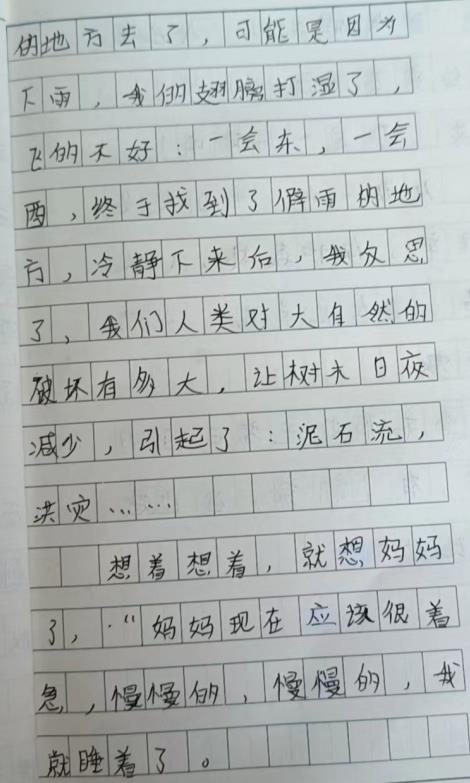 的地方去了，可能是因为
下雨，我的翅膀打湿了，
飞的不好：一会东，一会
西，终于找到了僻雨的地
方，冷静下来后，我反思
了，我们人类对大自然的
破坏有多大，让树木日夜
减少，引起了：泥石流，
洪灾……
想着想着，就想妈妈
了，“妈妈现在应该很着
急，慢慢的，慢慢的，我
就睡着了。